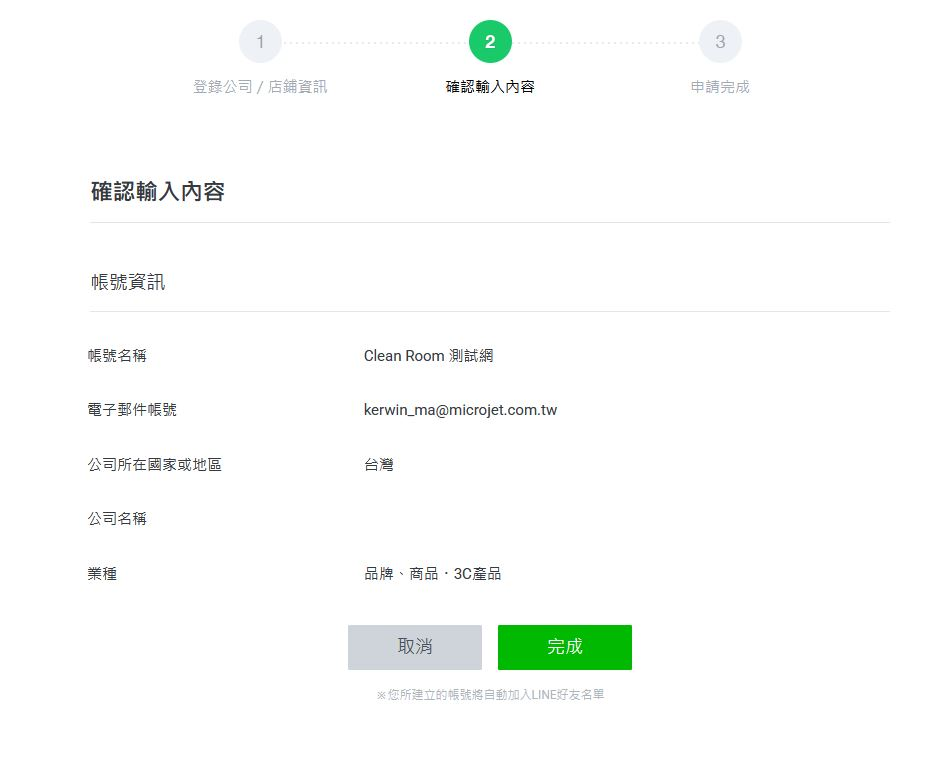 1
2
3
登錄公司 / 店鋪資訊
確認輸入內容
申請完成
確認輸入內容
帳號資訊
帳號名稱 Clean Room 測試網
電子郵件帳號 kerwin_ma@microjet.com.tw
公司所在國家或地區 台灣
公司名稱
業種 品牌、商品・3C產品
取消 完成
※您所建立的帳號將自動加入LINE好友名單